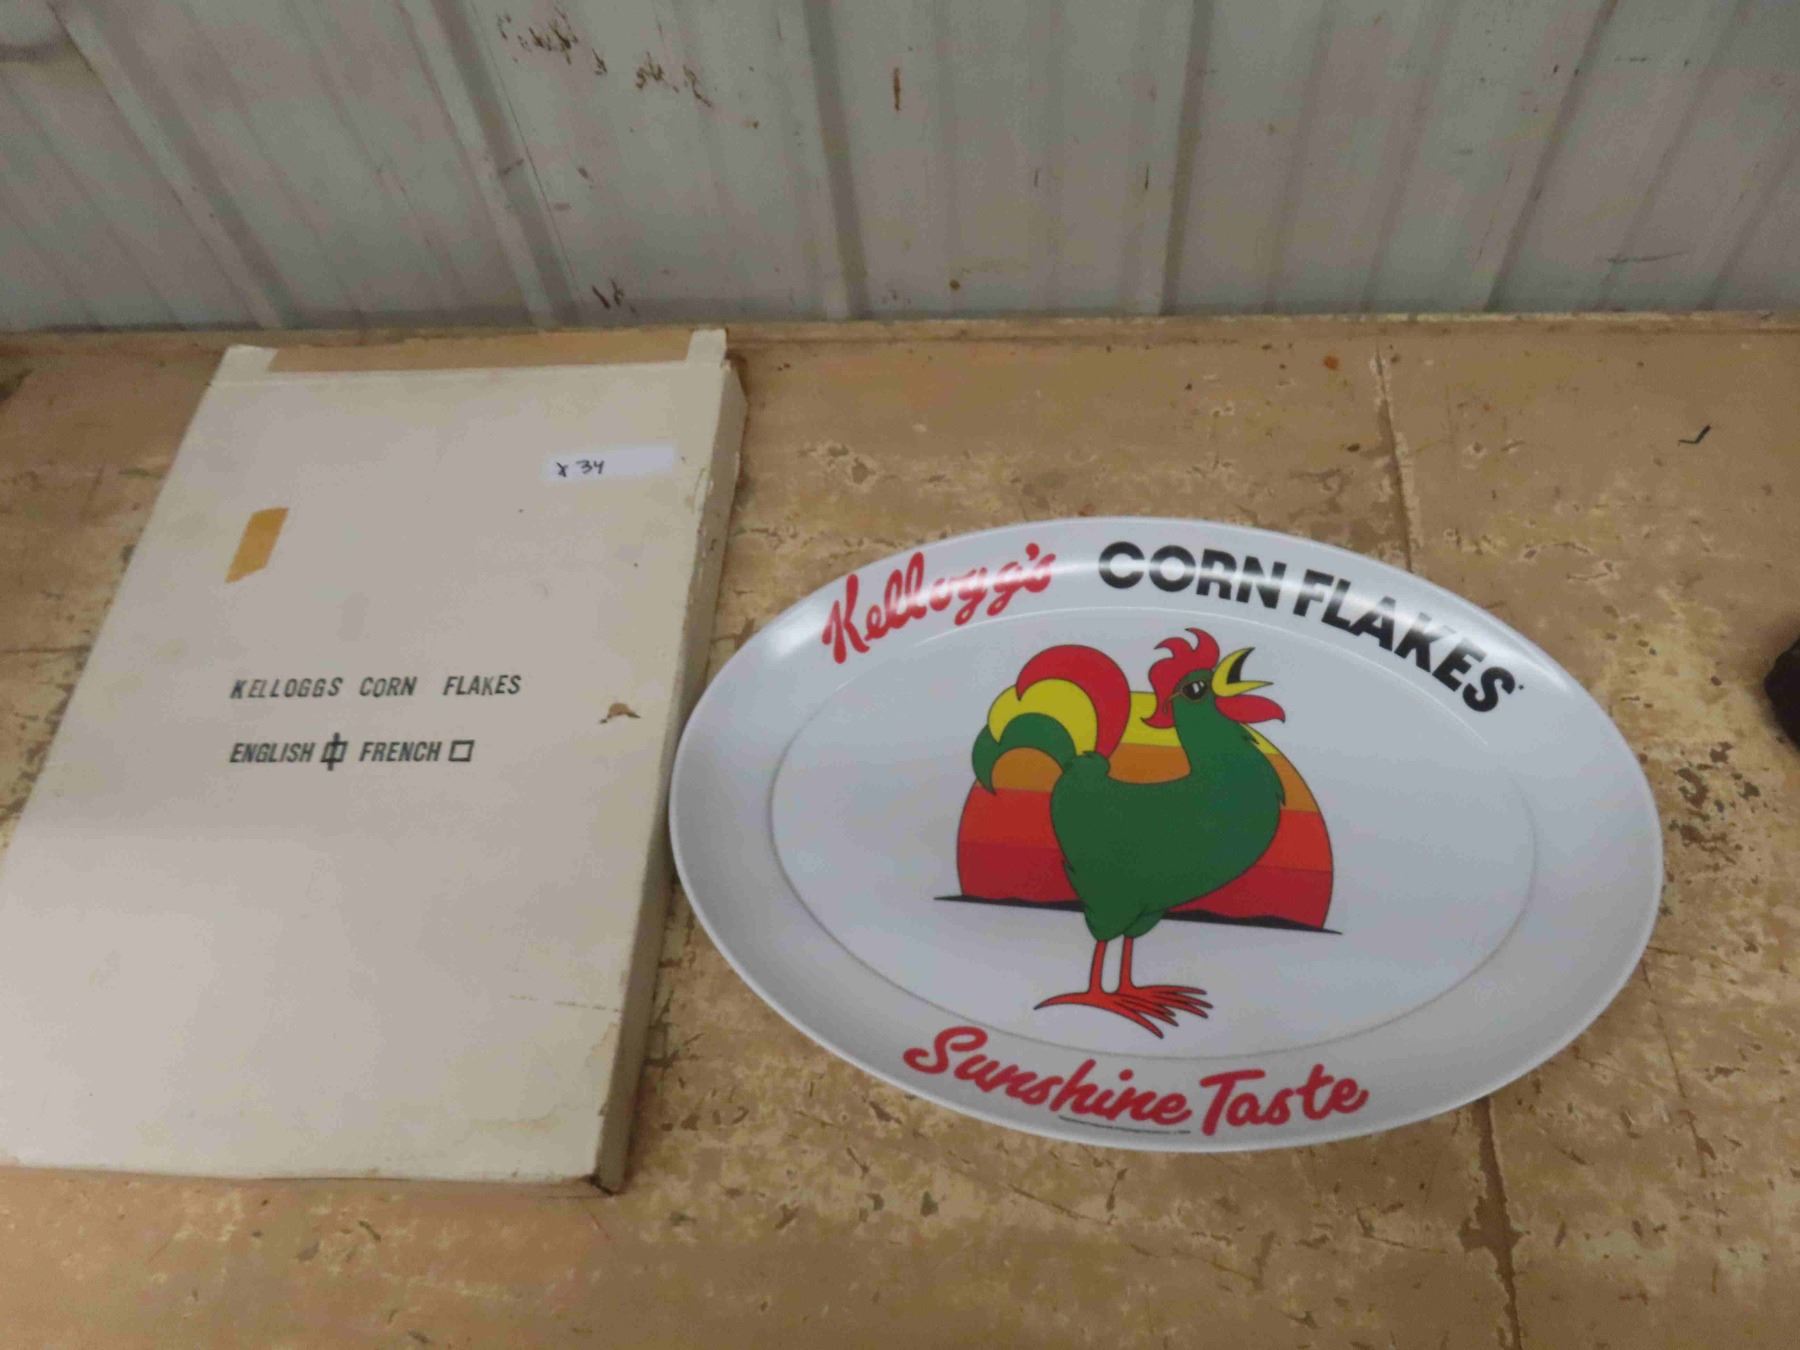 x 34
KELLOGGS CORN FLAKES
ENGLISH FRENCH
Kellogg's CORN FLAKES
Sunshine Taste